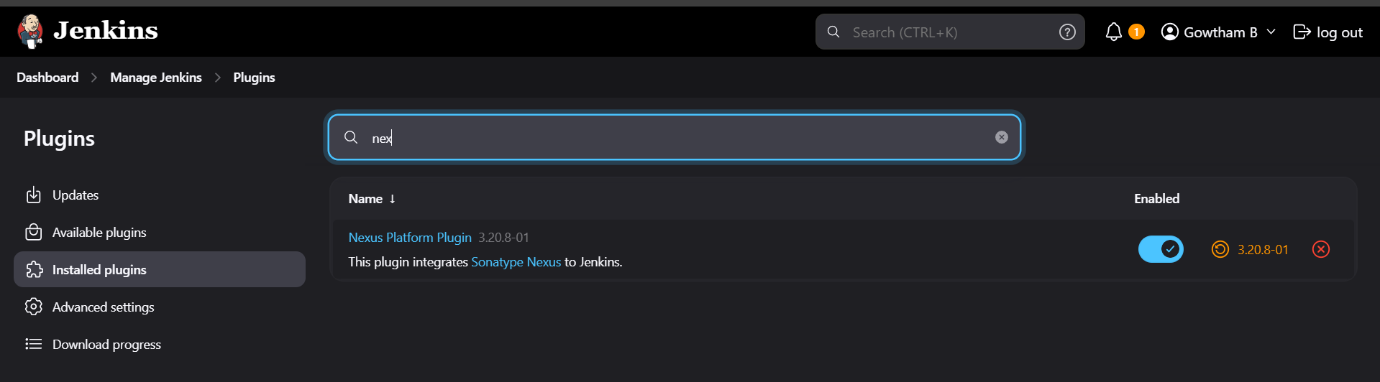 Jenkins
Search (CTRL+K)
1
Gowtham B
log out
Dashboard
Manage Jenkins
Plugins
Plugins
nex
Updates
Available plugins
Installed plugins
Advanced settings
Download progress
Name ↓
Enabled
Nexus Platform Plugin 3.20.8-01
3.20.8-01
This plugin integrates Sonatype Nexus to Jenkins.